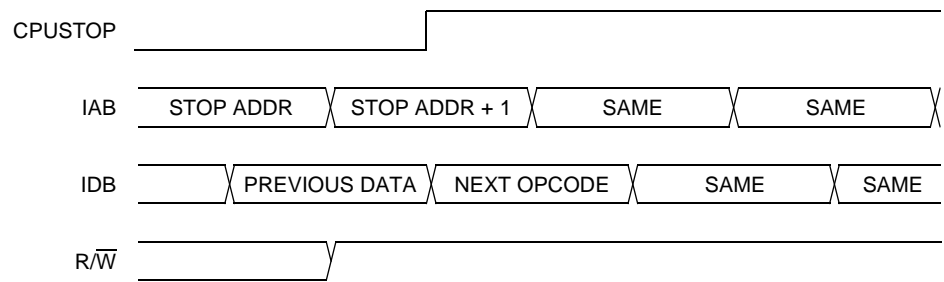 CPUSTOP
IAB STOP ADDR STOP ADDR + 1 SAME SAME
IDB PREVIOUS DATA NEXT OPCODE SAME SAME
R/W̅